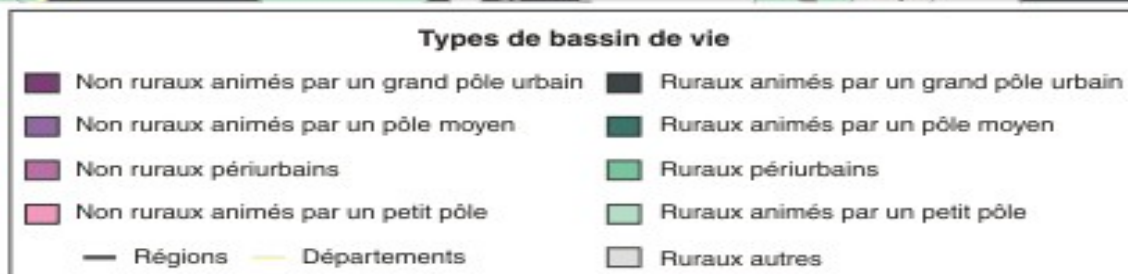 Types de bassin de vie
Non ruraux animés par un grand pôle urbain
Non ruraux animés par un pôle moyen
Non ruraux périurbains
Non ruraux animés par un petit pôle
Régions
Départements
Ruraux animés par un grand pôle urbain
Ruraux animés par un pôle moyen
Ruraux périurbains
Ruraux animés par un petit pôle
Ruraux autres